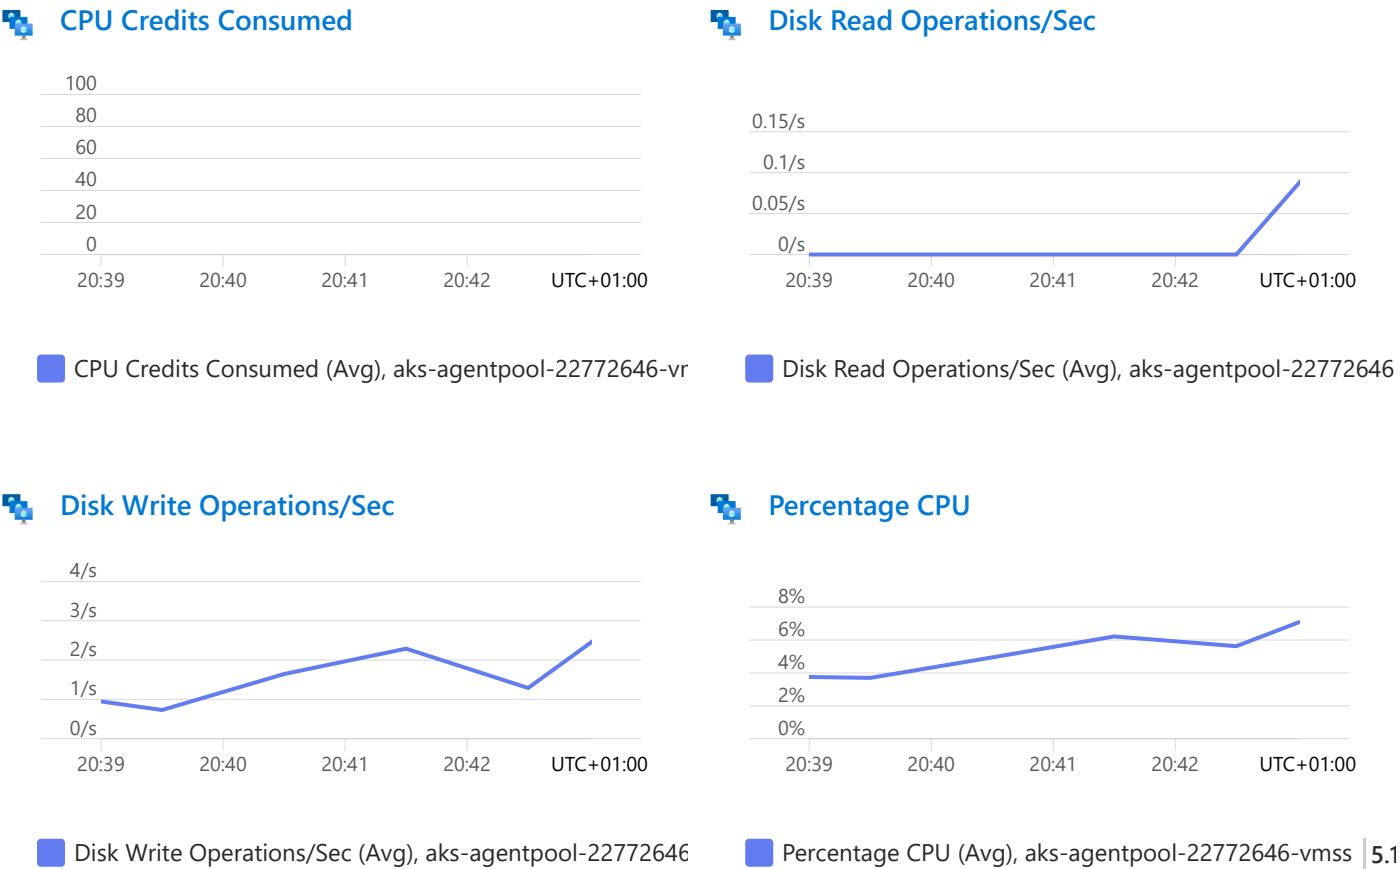 CPU Credits Consumed
100
80
60
40
20
0
20:39 20:40 20:41 20:42 UTC+01:00
CPU Credits Consumed (Avg), aks-agentpool-22772646-vr
Disk Read Operations/Sec
0.15/s
0.1/s
0.05/s
0/s
20:39 20:40 20:41 20:42 UTC+01:00
Disk Read Operations/Sec (Avg), aks-agentpool-22772646
Disk Write Operations/Sec
4/s
3/s
2/s
1/s
0/s
20:39 20:40 20:41 20:42 UTC+01:00
Disk Write Operations/Sec (Avg), aks-agentpool-22772646
Percentage CPU
8%
6%
4%
2%
0%
20:39 20:40 20:41 20:42 UTC+01:00
Percentage CPU (Avg), aks-agentpool-22772646-vmss 5.1